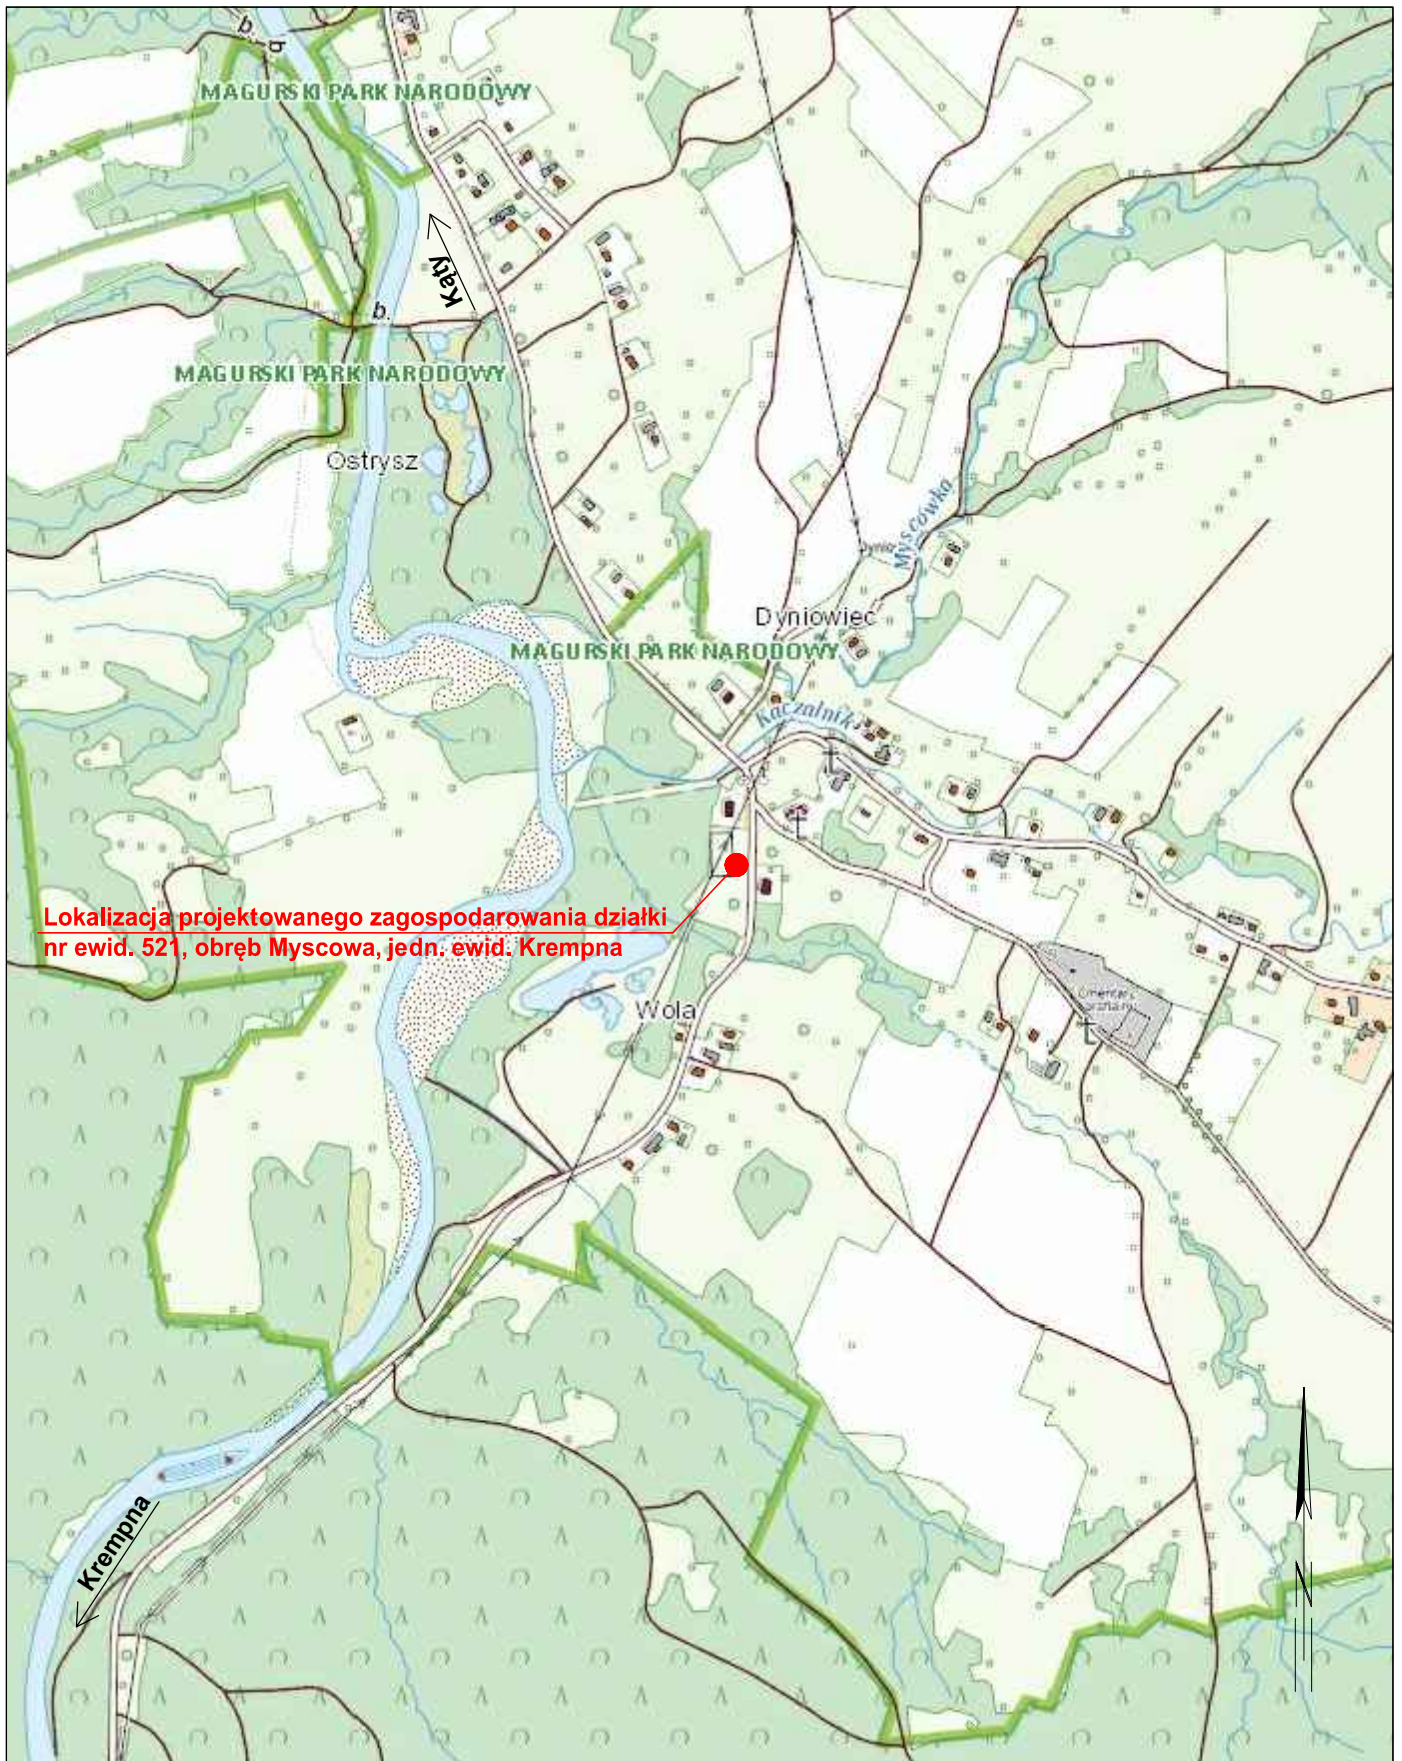 b.
b
MAGURSKI PARK NARODOWY
Kąty
b.
MAGURSKI PARK NARODOWY
Ostrysz
Myscówka
Dyniowiec
MAGURSKI PARK NARODOWY
Lokalizacja projektowanego zagospodarowania działki
nr ewid. 521, obręb Myscowa, jedn. ewid. Krempna
Wola
Cmentarz
Krempna
N